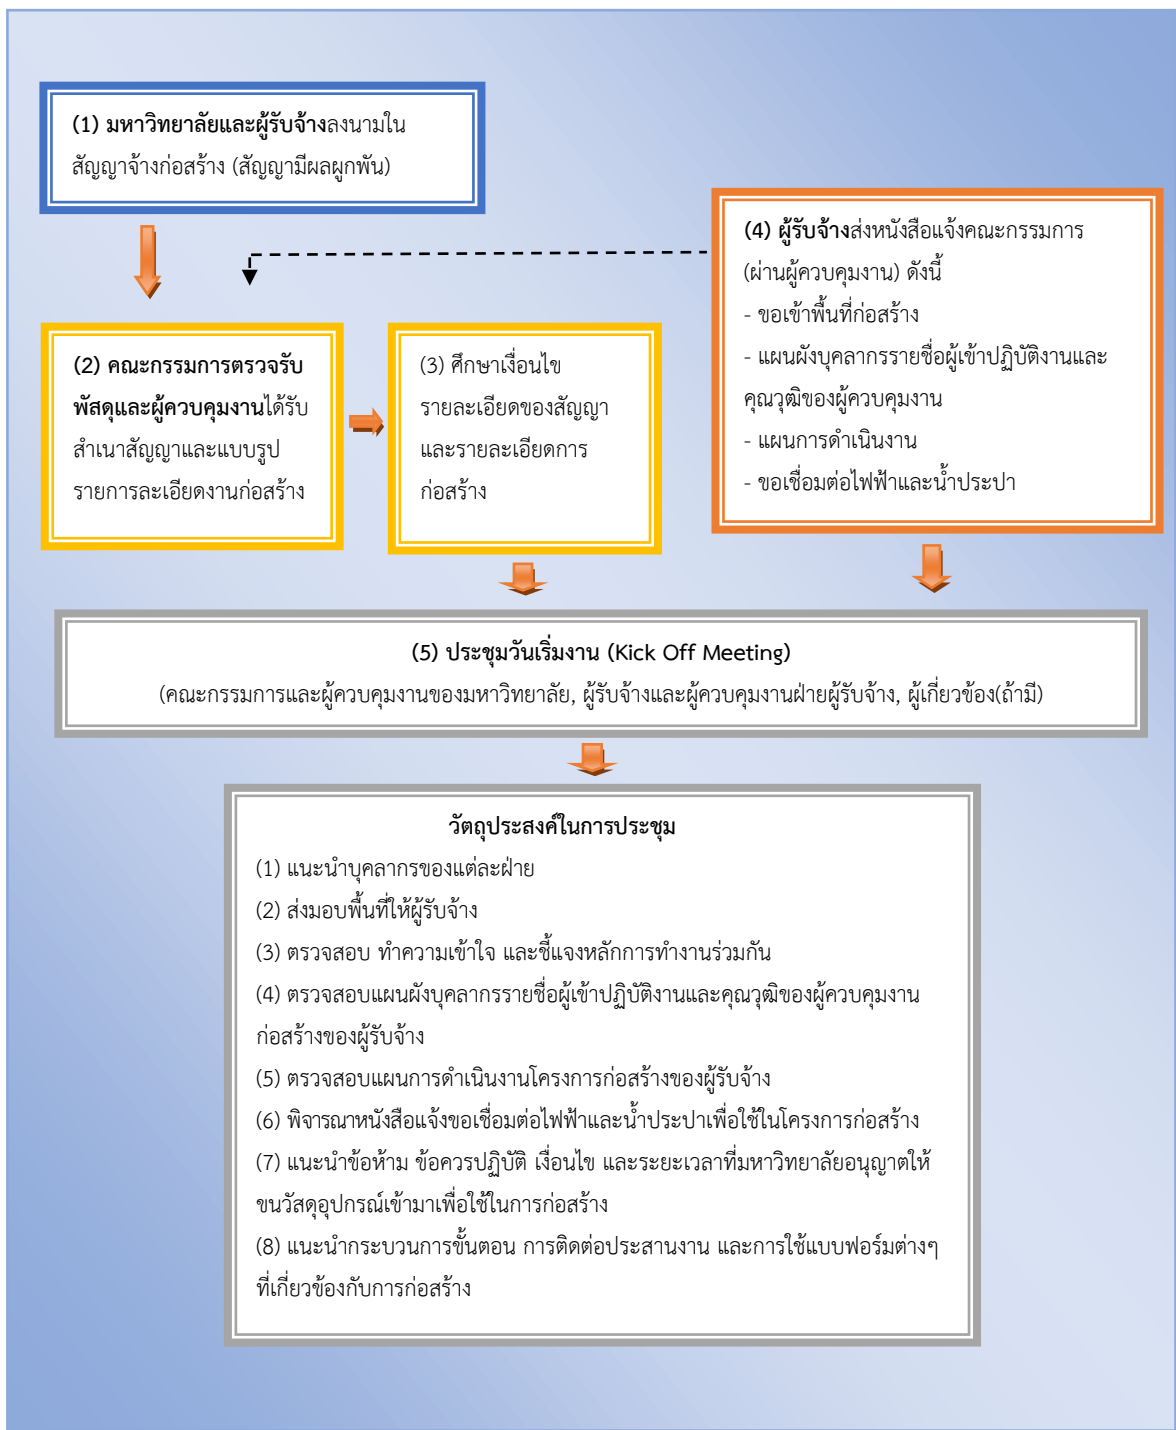 (1) มหาวิทยาลัยและผู้รับจ้างลงนามใน
สัญญาจ้างก่อสร้าง (สัญญามีผลผูกพัน)
(2) คณะกรรมการตรวจรับ
พัสดุและผู้ควบคุมงานได้รับ
สำเนาสัญญาและแบบรูป
รายการละเอียดงานก่อสร้าง
(3) ศึกษาเงื่อนไข
รายละเอียดของสัญญา
และรายละเอียดการ
ก่อสร้าง
(4) ผู้รับจ้างส่งหนังสือแจ้งคณะกรรมการ
(ผ่านผู้ควบคุมงาน) ดังนี้
- ขอเข้าพื้นที่ก่อสร้าง
- แผนผังบุคลากรรายชื่อผู้เข้าปฏิบัติงานและ
คุณวุฒิของผู้ควบคุมงาน
- แผนการดำเนินงาน
- ขอเชื่อมต่อไฟฟ้าและน้ำประปา
(5) ประชุมวันเริ่มงาน (Kick Off Meeting)
(คณะกรรมการและผู้ควบคุมงานของมหาวิทยาลัย, ผู้รับจ้างและผู้ควบคุมงานฝ่ายผู้รับจ้าง, ผู้เกี่ยวข้อง(ถ้ามี)
วัตถุประสงค์ในการประชุม
(1) แนะนำบุคลากรของแต่ละฝ่าย
(2) ส่งมอบพื้นที่ให้ผู้รับจ้าง
(3) ตรวจสอบ ทำความเข้าใจ และชี้แจงหลักการทำงานร่วมกัน
(4) ตรวจสอบแผนผังบุคลากรรายชื่อผู้เข้าปฏิบัติงานและคุณวุฒิของผู้ควบคุมงาน
ก่อสร้างของผู้รับจ้าง
(5) ตรวจสอบแผนการดำเนินงานโครงการก่อสร้างของผู้รับจ้าง
(6) พิจารณาหนังสือแจ้งขอเชื่อมต่อไฟฟ้าและน้ำประปาเพื่อใช้ในโครงการก่อสร้าง
(7) แนะนำข้อห้าม ข้อควรปฏิบัติ เงื่อนไข และระยะเวลาที่มหาวิทยาลัยอนุญาตให้
ขนวัสดุอุปกรณ์เข้ามาเพื่อใช้ในการก่อสร้าง
(8) แนะนำกระบวนการขั้นตอน การติดต่อประสานงาน และการใช้แบบฟอร์มต่างๆ
ที่เกี่ยวข้องกับการก่อสร้าง